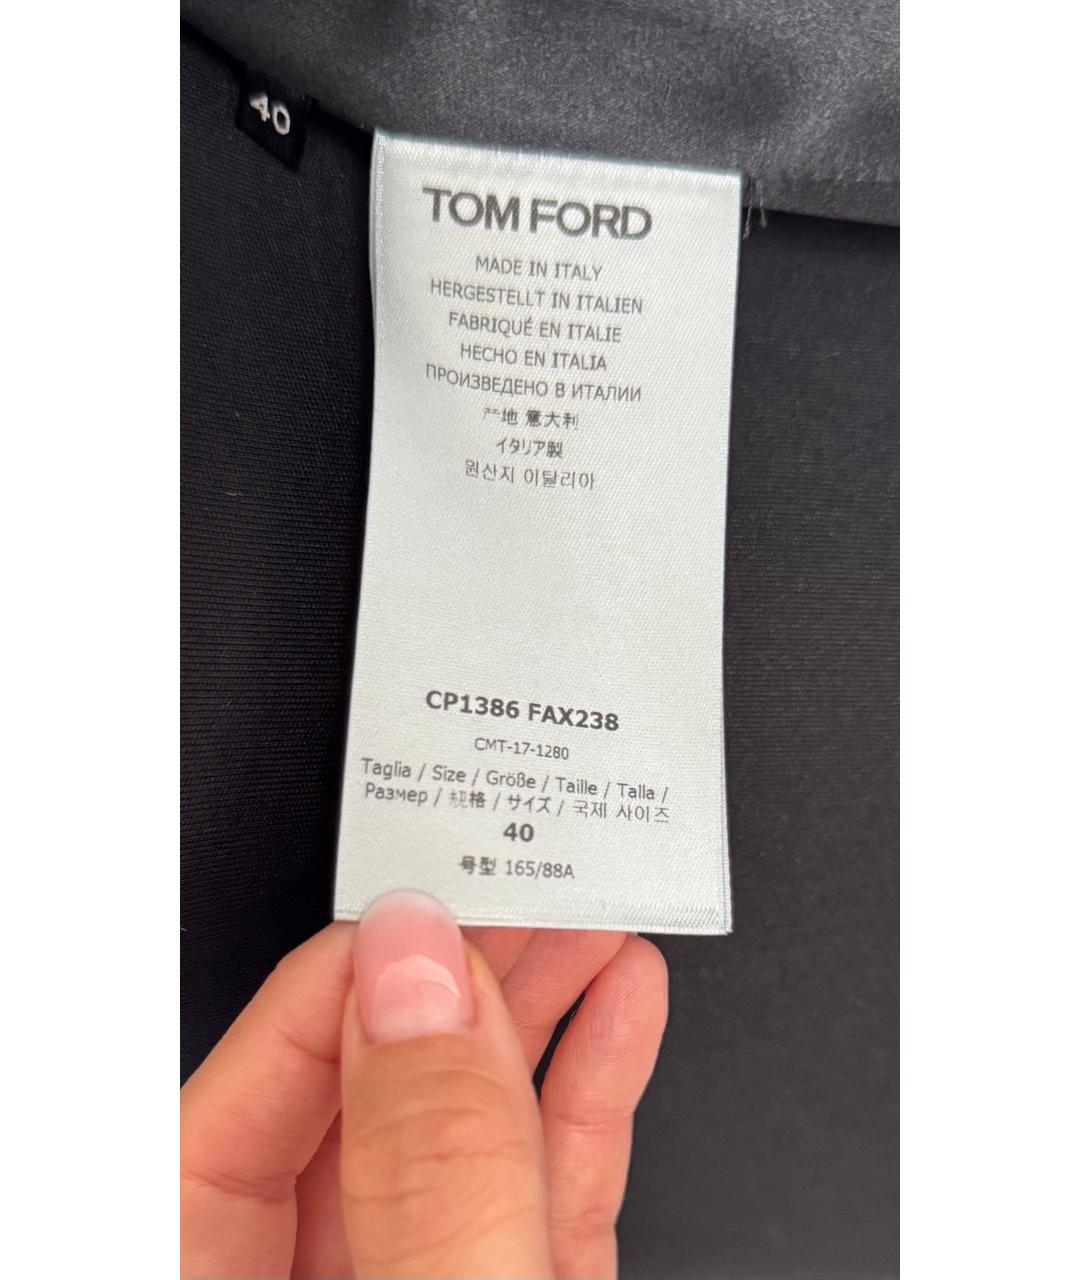 40
TOM FORD
MADE IN ITALY
HERGESTELLT IN ITALIEN
FABRIQUÉ EN ITALIE
HECHO EN ITALIA
ПРОИЗВЕДЕНО В ИТАЛИИ
地 意大利
イタリア製
원산지 이탈리아
CP1386 FAX238
CMT-17-1280
Taglia / Size / Größe / Taille / Talla /
Размер / 规格 / サイズ / 국제 사이즈
40
号型 165/88A